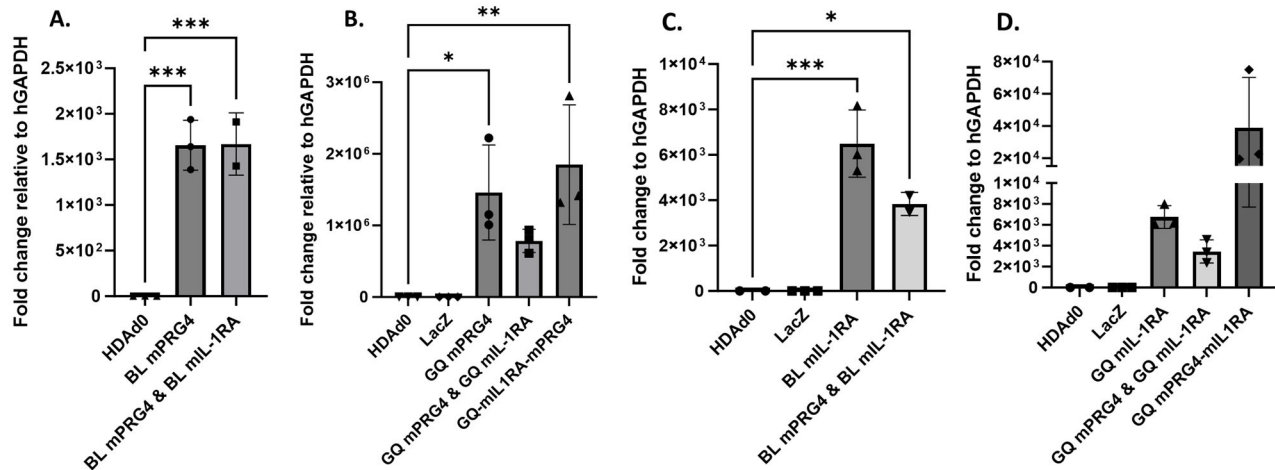 A.
Fold change relative to hGAPDH
2.5×10³
2×10³
1.5×10³
1×10³
5×10²
0
***
***
HDAd0
BL mPRG4
BL mPRG4 & BL mIL-1RA
B.
Fold change relative to hGAPDH
3×10⁶
2×10⁶
1×10⁶
0
**
*
HDAd0
LacZ
GQ mPRG4
GQ mPRG4 & GQ mIL-1RA
GQ-mIL1RA-mPRG4
C.
Fold change to hGAPDH
1×10⁴
8×10³
6×10³
4×10³
2×10³
0
*
***
HDAd0
LacZ
BL mIL-1RA
BL mPRG4 & BL mIL-1RA
D.
Fold change to hGAPDH
8×10⁴
6×10⁴
4×10⁴
2×10⁴
1×10⁴
8×10³
6×10³
4×10³
2×10³
0
HDAd0
LacZ
GQ mIL-1RA
GQ mPRG4 & GQ mIL-1RA
GQ mPRG4-mIL1RA